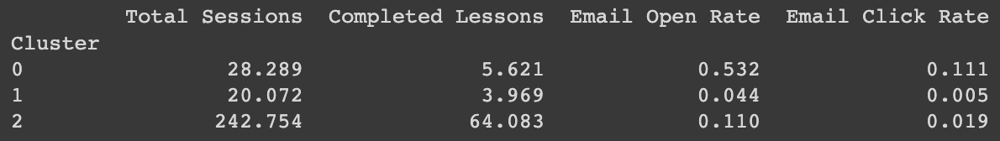 Total Sessions Completed Lessons Email Open Rate Email Click Rate
Cluster
0 28.289 5.621 0.532 0.111
1 20.072 3.969 0.044 0.005
2 242.754 64.083 0.110 0.019